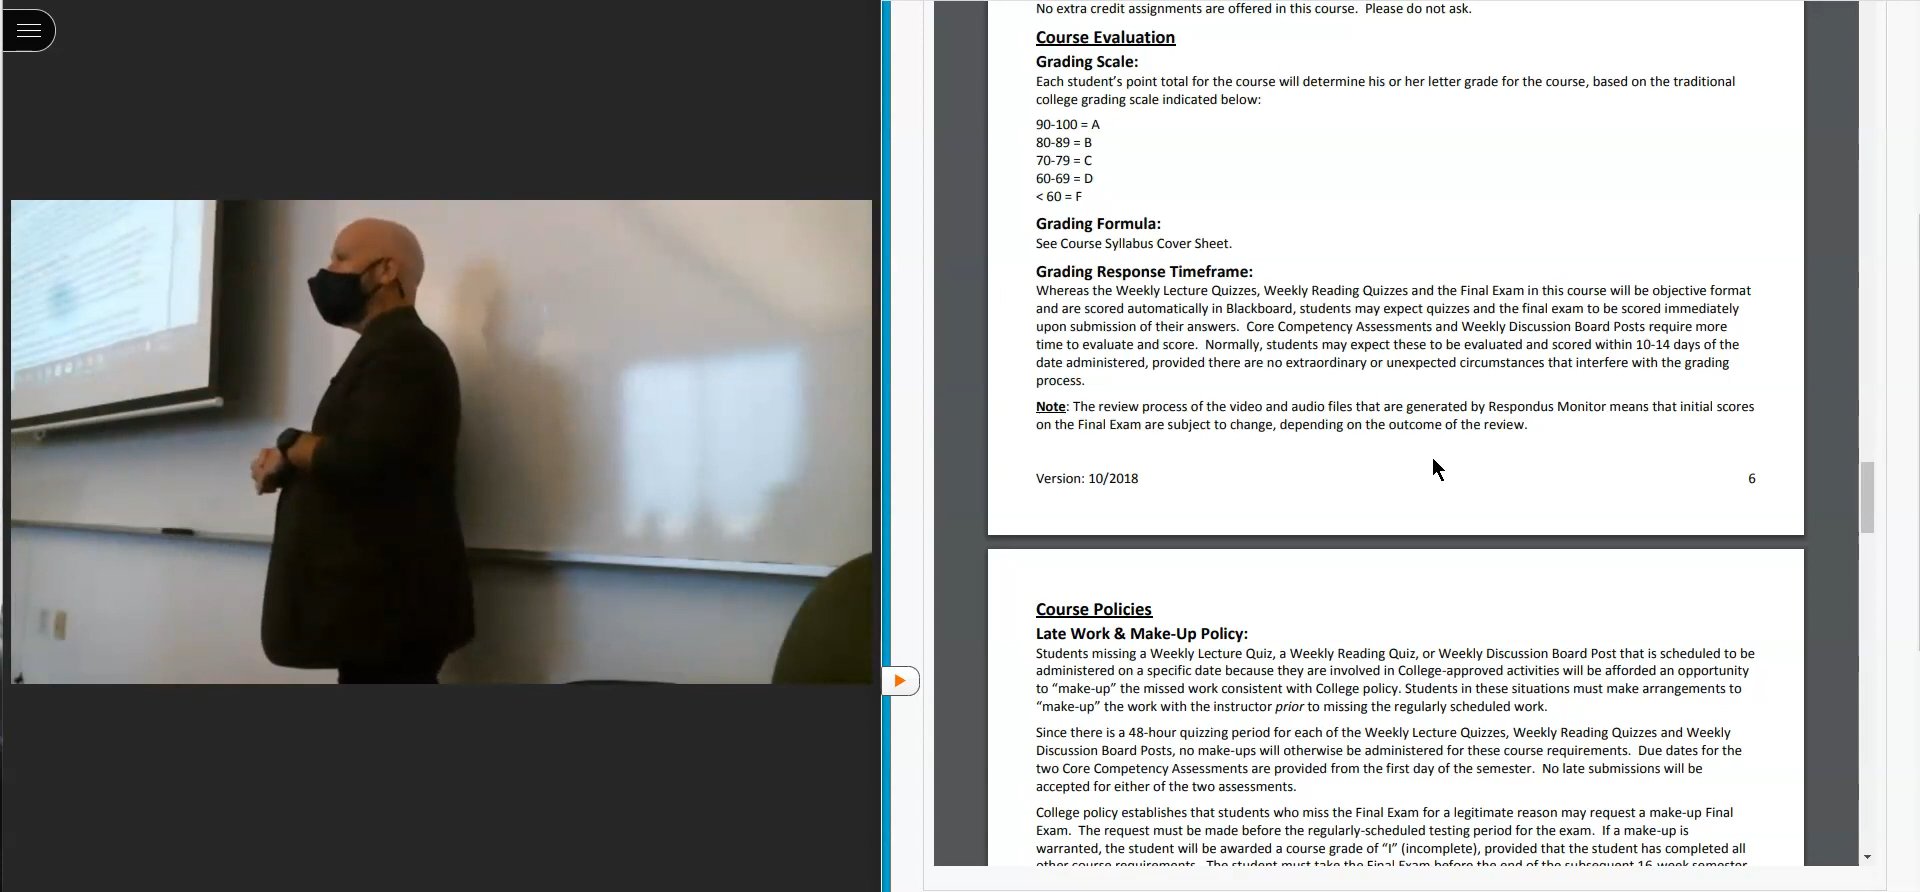 No extra credit assignments are offered in this course.  Please do not ask.
Course Evaluation
Grading Scale:
Each student’s point total for the course will determine his or her letter grade for the course, based on the traditional
college grading scale indicated below:
90-100 = A
80-89 = B
70-79 = C
60-69 = D
< 60 = F
Grading Formula:
See Course Syllabus Cover Sheet.
Grading Response Timeframe:
Whereas the Weekly Lecture Quizzes, Weekly Reading Quizzes and the Final Exam in this course will be objective format
and are scored automatically in Blackboard, students may expect quizzes and the final exam to be scored immediately
upon submission of their answers.  Core Competency Assessments and Weekly Discussion Board Posts require more
time to evaluate and score.  Normally, students may expect these to be evaluated and scored within 10-14 days of the
date administered, provided there are no extraordinary or unexpected circumstances that interfere with the grading
process.
Note: The review process of the video and audio files that are generated by Respondus Monitor means that initial scores
on the Final Exam are subject to change, depending on the outcome of the review.
Version: 10/2018 6
Course Policies
Late Work & Make-Up Policy:
Students missing a Weekly Lecture Quiz, a Weekly Reading Quiz, or Weekly Discussion Board Post that is scheduled to be
administered on a specific date because they are involved in College-approved activities will be afforded an opportunity
to “make-up” the missed work consistent with College policy. Students in these situations must make arrangements to
“make-up” the work with the instructor prior to missing the regularly scheduled work.
Since there is a 48-hour quizzing period for each of the Weekly Lecture Quizzes, Weekly Reading Quizzes and Weekly
Discussion Board Posts, no make-ups will otherwise be administered for these course requirements.  Due dates for the
two Core Competency Assessments are provided from the first day of the semester.  No late submissions will be
accepted for either of the two assessments.
College policy establishes that students who miss the Final Exam for a legitimate reason may request a make-up Final
Exam.  The request must be made before the regularly-scheduled testing period for the exam.  If a make-up is
warranted, the student will be awarded a course grade of “I” (incomplete), provided that the student has completed all
other course requirements.  The student must take the Final Exam before the end of the subsequent 16-week semester